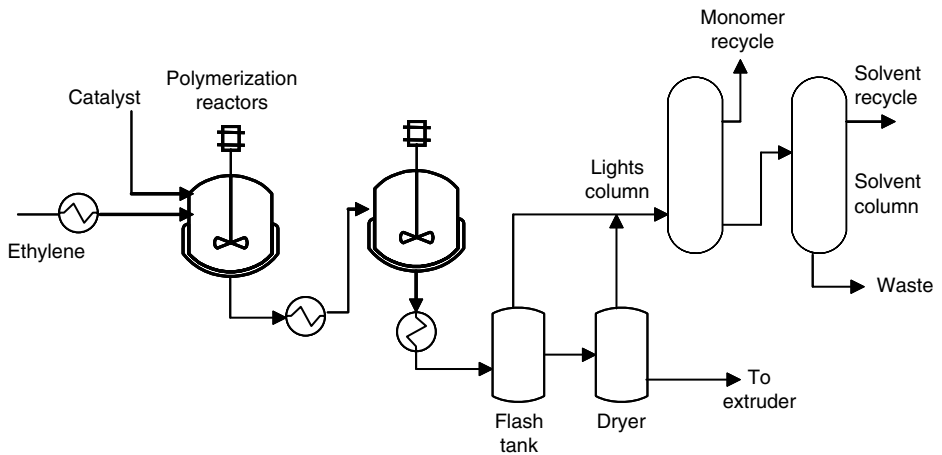 Monomer
recycle
Polymerization
reactors
Catalyst
Solvent
recycle
Lights
column
Solvent
column
Ethylene
Waste
To
extruder
Flash
tank
Dryer